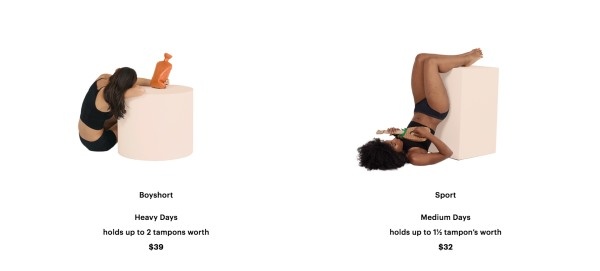 Boyshort
Heavy Days
holds up to 2 tampons worth
$39
Sport
Medium Days
holds up to 1½ tampon's worth
$32